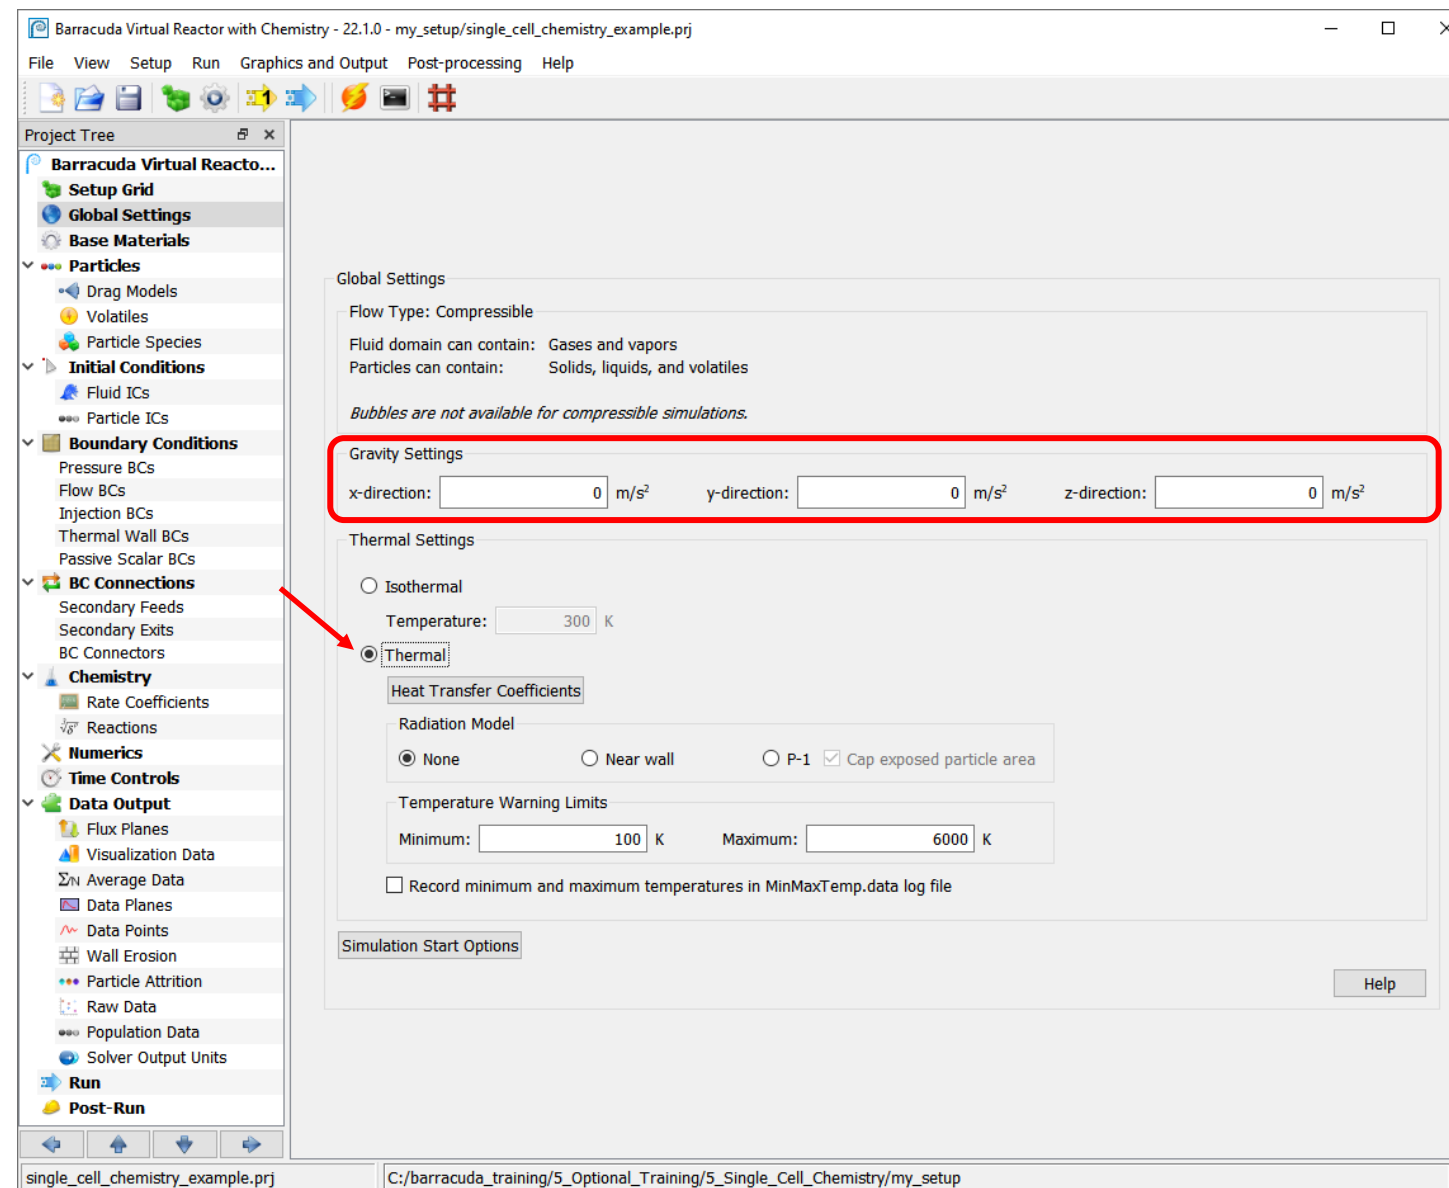 Barracuda Virtual Reactor with Chemistry - 22.1.0 - my_setup/single_cell_chemistry_example.prj
File View Setup Run Graphics and Output Post-processing Help
1
Project Tree
Barracuda Virtual Reacto...
Setup Grid
Global Settings
Base Materials
Particles
Drag Models
Volatiles
Particle Species
Initial Conditions
Fluid ICs
Particle ICs
Boundary Conditions
Pressure BCs
Flow BCs
Injection BCs
Thermal Wall BCs
Passive Scalar BCs
BC Connections
Secondary Feeds
Secondary Exits
BC Connectors
Chemistry
Rate Coefficients
Reactions
Numerics
Time Controls
Data Output
Flux Planes
Visualization Data
Average Data
Data Planes
Data Points
Wall Erosion
Particle Attrition
Raw Data
Population Data
Solver Output Units
Run
Post-Run
Global Settings
Flow Type: Compressible
Fluid domain can contain: Gases and vapors
Particles can contain: Solids, liquids, and volatiles
Bubbles are not available for compressible simulations.
Gravity Settings
x-direction: 0 m/s² y-direction: 0 m/s² z-direction: 0 m/s²
Thermal Settings
Isothermal
Temperature: 300 K
Thermal
Heat Transfer Coefficients
Radiation Model
None Near wall P-1 Cap exposed particle area
Temperature Warning Limits
Minimum: 100 K Maximum: 6000 K
Record minimum and maximum temperatures in MinMaxTemp.data log file
Simulation Start Options
Help
single_cell_chemistry_example.prj C:/barracuda_training/5_Optional_Training/5_Single_Cell_Chemistry/my_setup